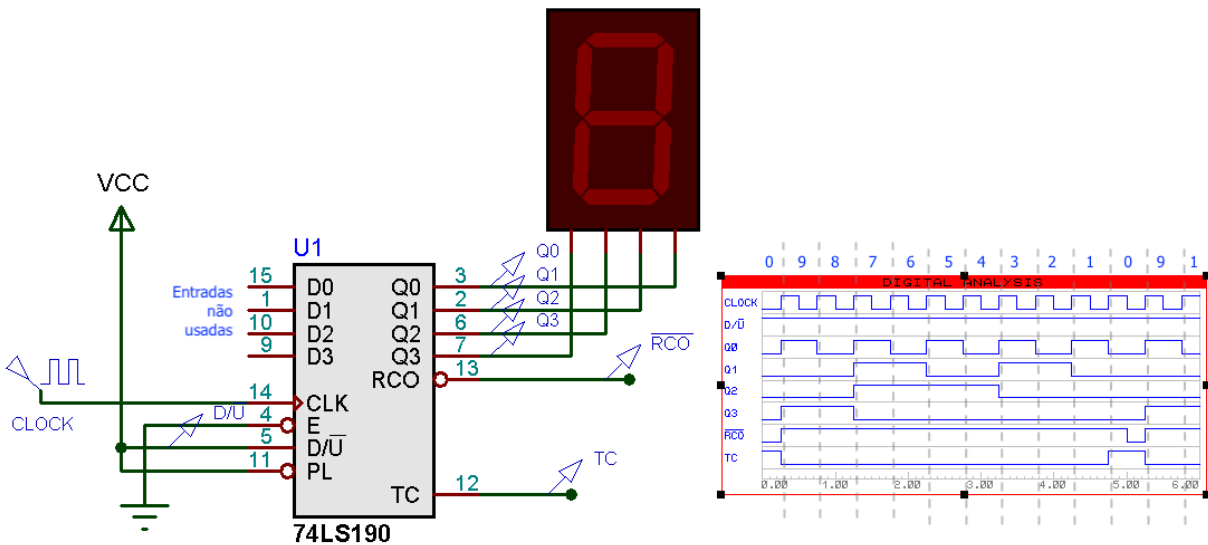 VCC
U1
15 D0
1 D1
10 D2
9 D3
14 CLK
4 E
5 D/U
11 PL
Q0 3
Q1 2
Q2 6
Q3 7
RCO 13
TC 12
74LS190
Entradas
não
usadas
CLOCK
D/U
Q0
Q1
Q2
Q3
RCO
TC
0 9 8 7 6 5 4 3 2 1 0 9 1
DIGITAL ANALYSIS
CLOCK
D/U
Q0
Q1
Q2
Q3
RCO
TC
0.00 1.00 2.00 3.00 4.00 5.00 6.00